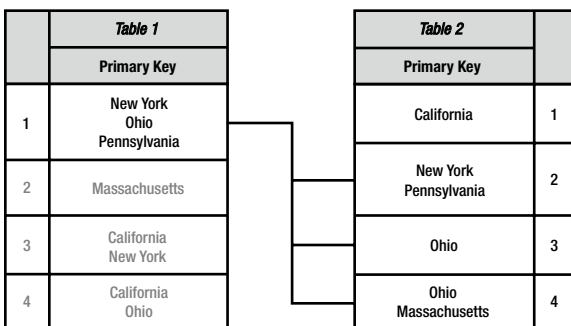 Table 1
Primary Key
1
New York
Ohio
Pennsylvania
2
Massachusetts
3
California
New York
4
California
Ohio
Table 2
Primary Key
California
1
New York
Pennsylvania
2
Ohio
3
Ohio
Massachusetts
4